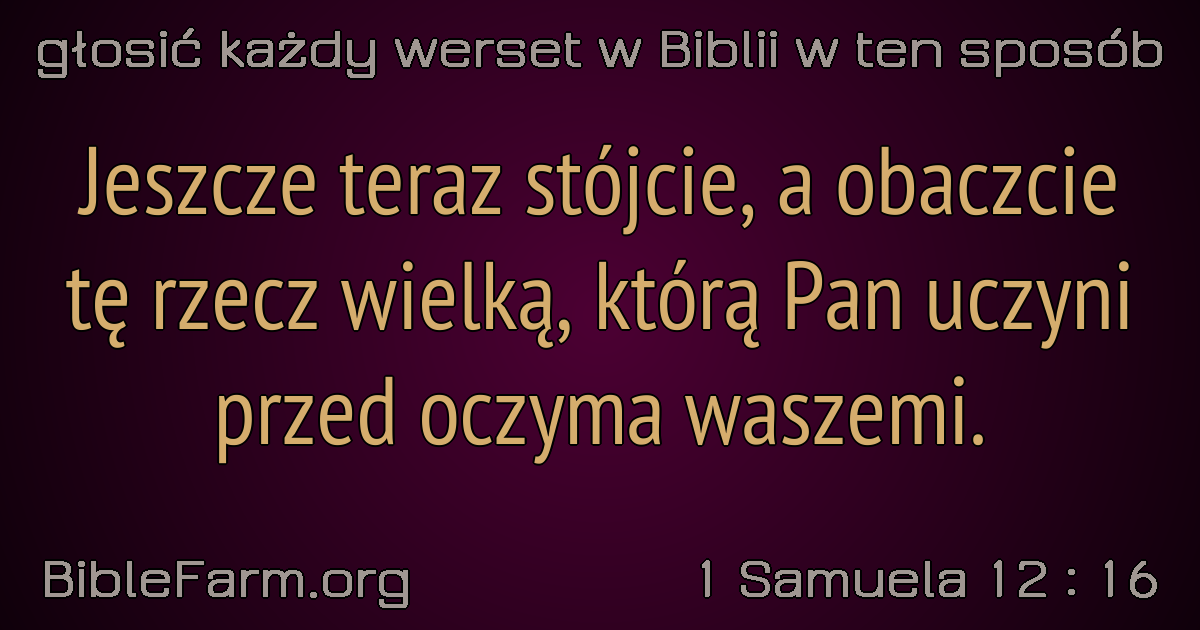 głosić każdy werset w Biblii w ten sposób
Jeszcze teraz stójcie, a obaczcie
tę rzecz wielką, którą Pan uczyni
przed oczyma waszemi.
BibleFarm.org
1 Samuela 12 : 16